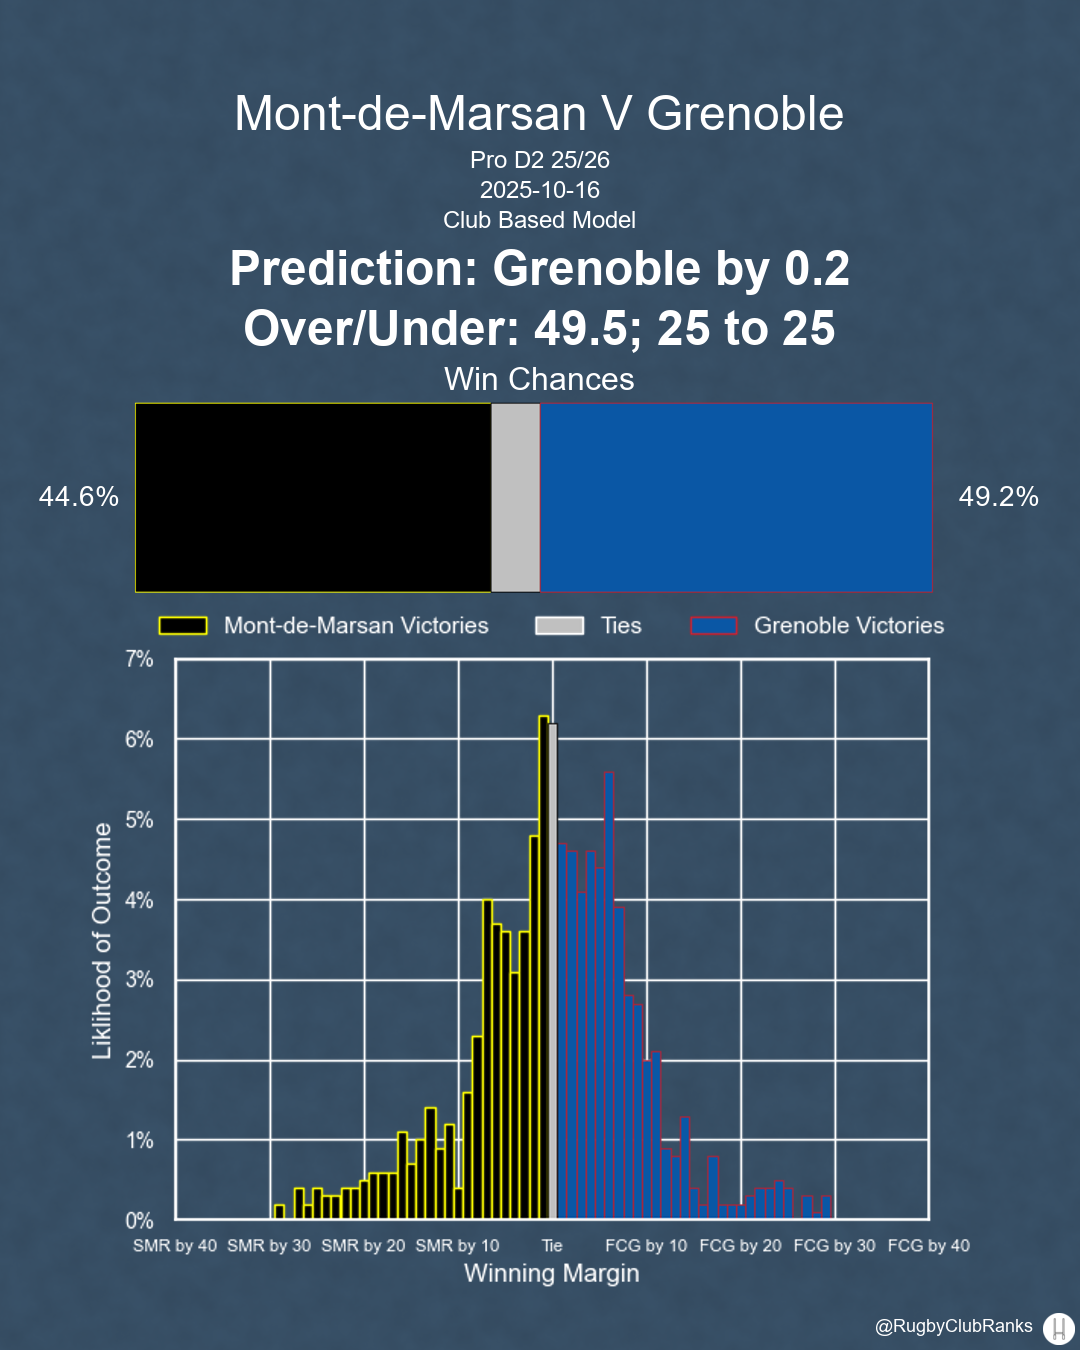 Mont-de-Marsan V Grenoble
Pro D2 25/26
2025-10-16
Club Based Model
Prediction: Grenoble by 0.2
Over/Under: 49.5; 25 to 25
Win Chances
44.6%
49.2%
Mont-de-Marsan Victories
Ties
Grenoble Victories
7%
6%
5%
4%
3%
2%
1%
0%
Liklihood of Outcome
SMR by 40
SMR by 30
SMR by 20
SMR by 10
Tie
FCG by 10
FCG by 20
FCG by 30
FCG by 40
Winning Margin
@RugbyClubRanks